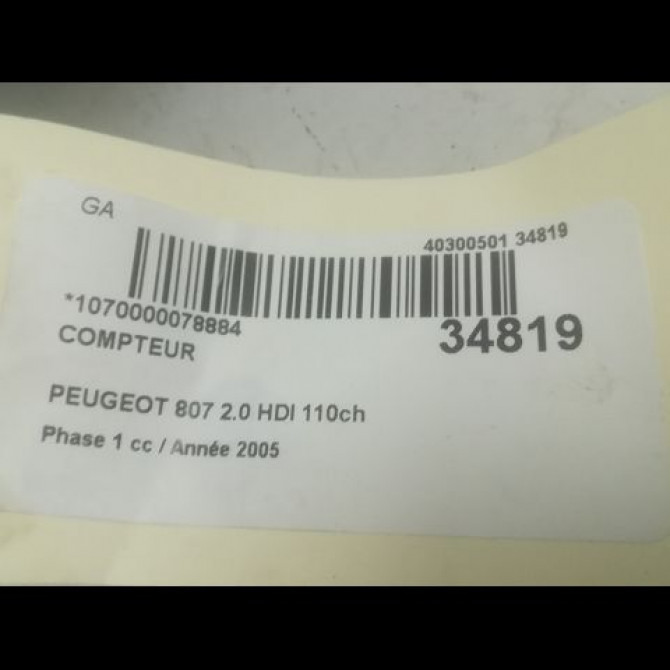 GA
40300501 34819
*1070000078884
34819
COMPTEUR
PEUGEOT 807 2.0 HDI 110ch
Phase 1 cc / Année 2005